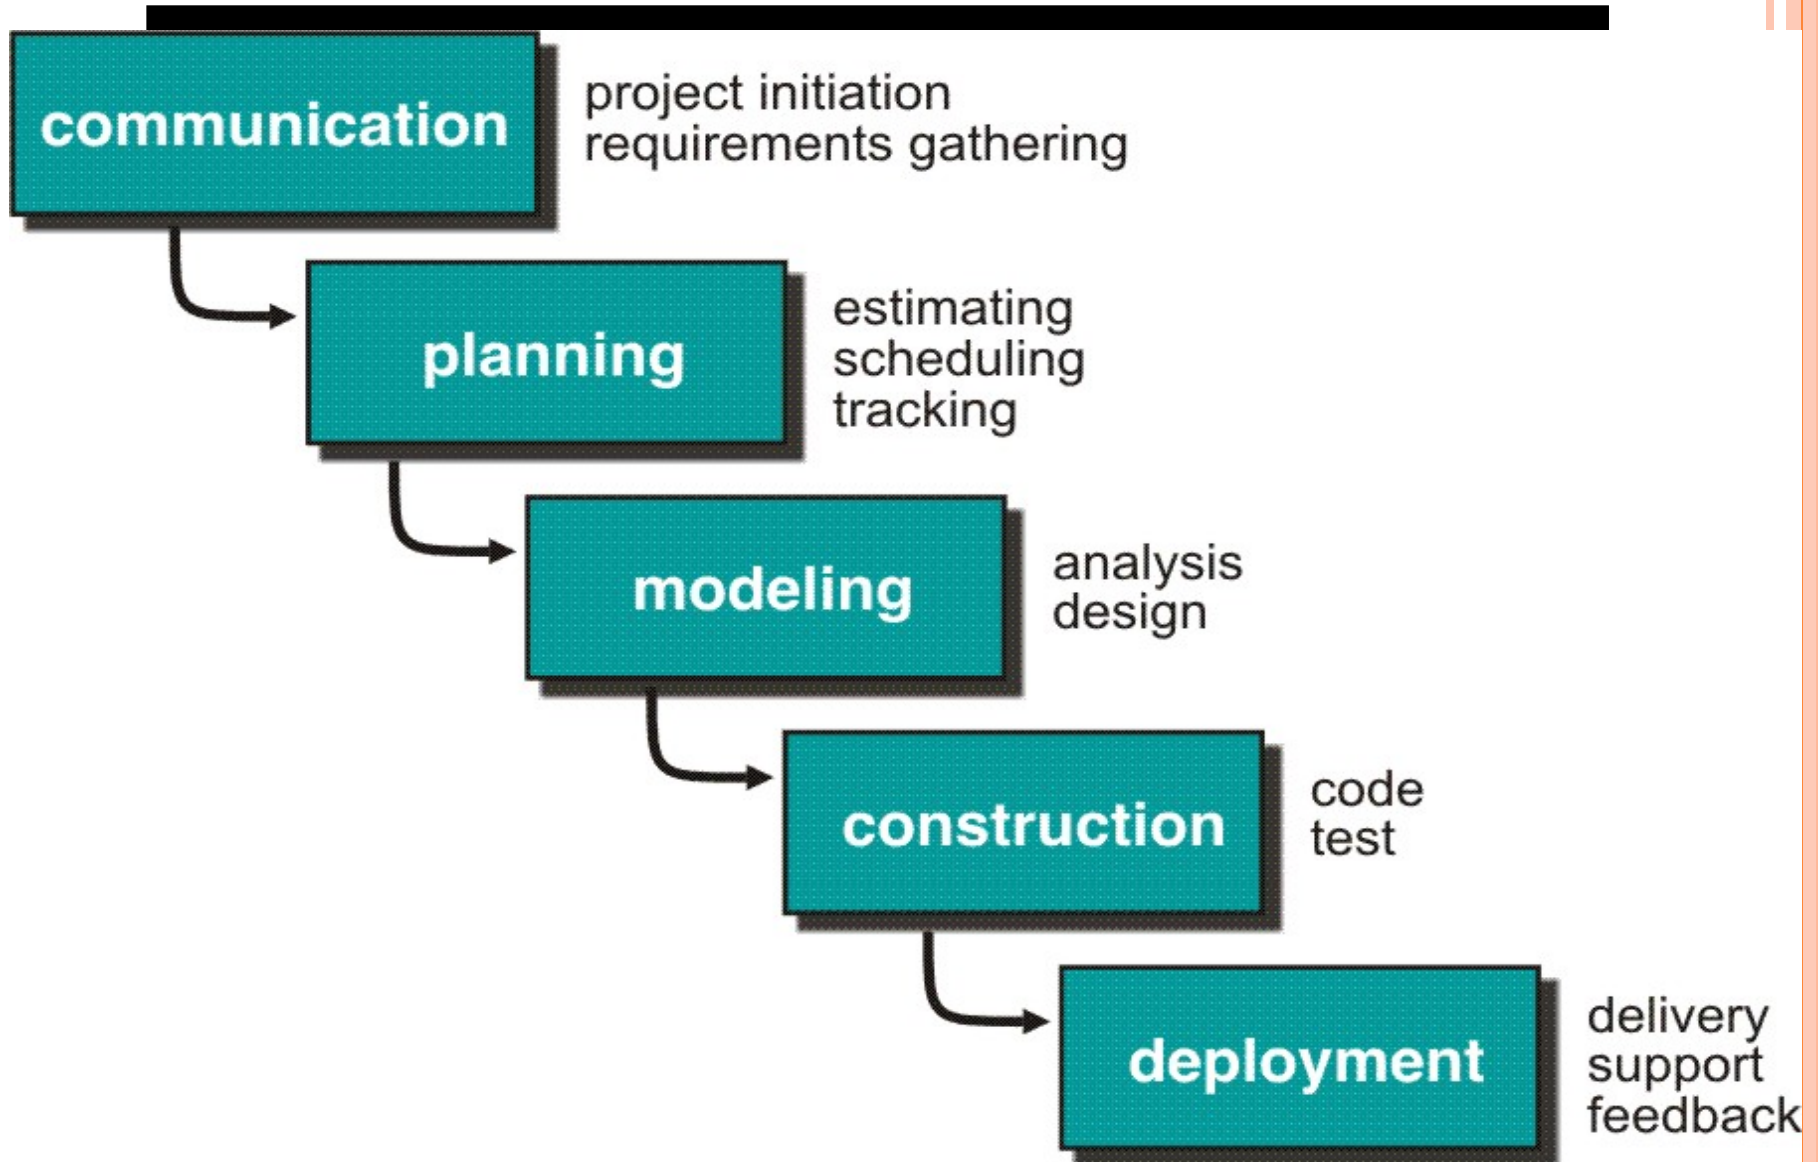 communication
project initiation
requirements gathering
planning
estimating
scheduling
tracking
modeling
analysis
design
construction
code
test
deployment
delivery
support
feedback